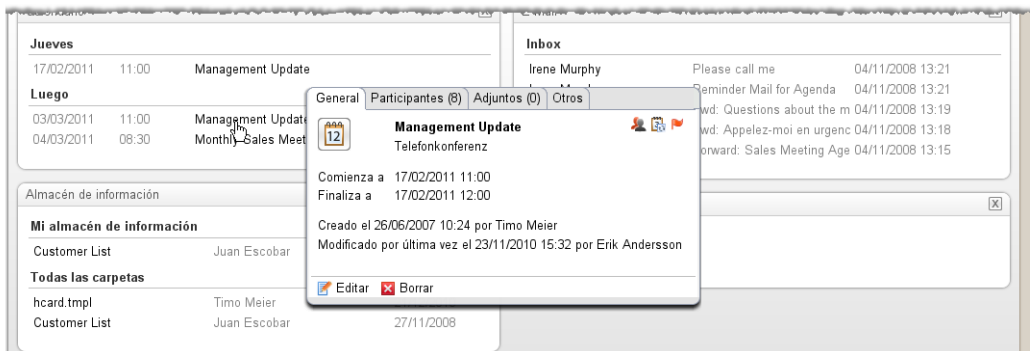 Jueves
17/02/2011 11:00 Management Update
Luego
03/03/2011 11:00 Management
04/03/2011 08:30 Monthly Sales Meet
Almacén de información
Mi almacén de información
Customer List Juan Escobar
Todas las carpetas
hcard.tmpl Timo Meier
Customer List Juan Escobar 27/11/2008
General Participantes (8) Adjuntos (0) Otros
12
Management Update
Telefonkonferenz
Comienza a 17/02/2011 11:00
Finaliza a 17/02/2011 12:00
Creado el 26/06/2007 10:24 por Timo Meier
Modificado por última vez el 23/11/2010 15:32 por Erik Andersson
Editar Borrar
Inbox
Irene Murphy Please call me 04/11/2008 13:21
Reminder Mail for Agenda 04/11/2008 13:21
wd: Questions about the m 04/11/2008 13:19
wd: Appelez-moi en urgenc 04/11/2008 13:18
orward: Sales Meeting Age 04/11/2008 13:15